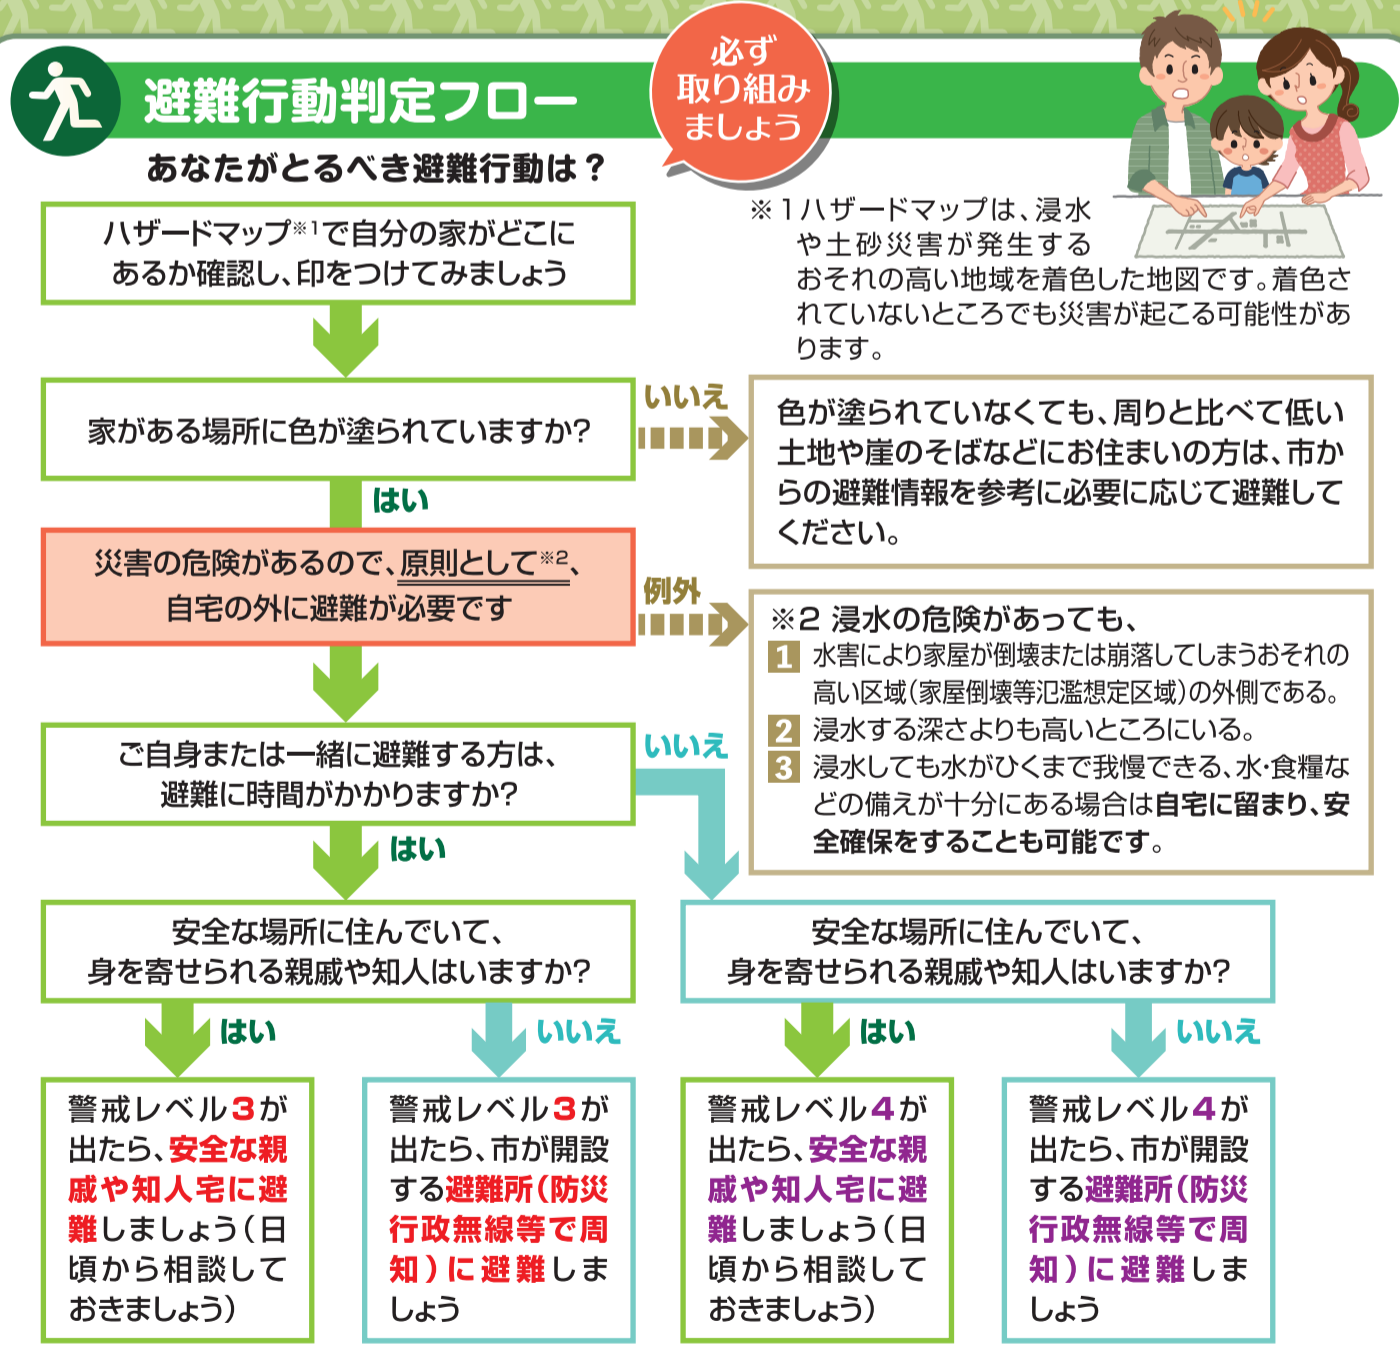 避難行動判定フロー
必ず
取り組み
ましょう
あなたがとるべき避難行動は？
ハザードマップ※1で自分の家がどこに
あるか確認し、印をつけてみましょう
※1ハザードマップは、浸水
や土砂災害が発生する
おそれの高い地域を着色した地図です。着色さ
れていないところでも災害が起こる可能性があ
ります。
家がある場所に色が塗られていますか?
いいえ
色が塗られていなくても、周りと比べて低い
土地や崖のそばなどにお住まいの方は、市か
らの避難情報を参考に必要に応じて避難して
ください。
はい
災害の危険があるので、原則として※2、
自宅の外に避難が必要です
例外
※2 浸水の危険があっても、
1 水害により家屋が倒壊または崩落してしまうおそれの
高い区域（家屋倒壊等氾濫想定区域）の外側である。
2 浸水する深さよりも高いところにいる。
3 浸水しても水がひくまで我慢できる、水・食糧な
どの備えが十分にある場合は自宅に留まり、安
全確保をすることも可能です。
ご自身または一緒に避難する方は、
避難に時間がかかりますか?
いいえ
はい
安全な場所に住んでいて、
身を寄せられる親戚や知人はいますか?
安全な場所に住んでいて、
身を寄せられる親戚や知人はいますか?
はい
いいえ
はい
いいえ
警戒レベル3が
出たら、安全な親
戚や知人宅に避
難しましょう（日
頃から相談して
おきましょう）
警戒レベル3が
出たら、市が開設
する避難所（防災
行政無線等で周
知）に避難しま
しょう
警戒レベル4が
出たら、安全な親
戚や知人宅に避
難しましょう（日
頃から相談して
おきましょう）
警戒レベル4が
出たら、市が開設
する避難所（防災
行政無線等で周
知）に避難しま
しょう